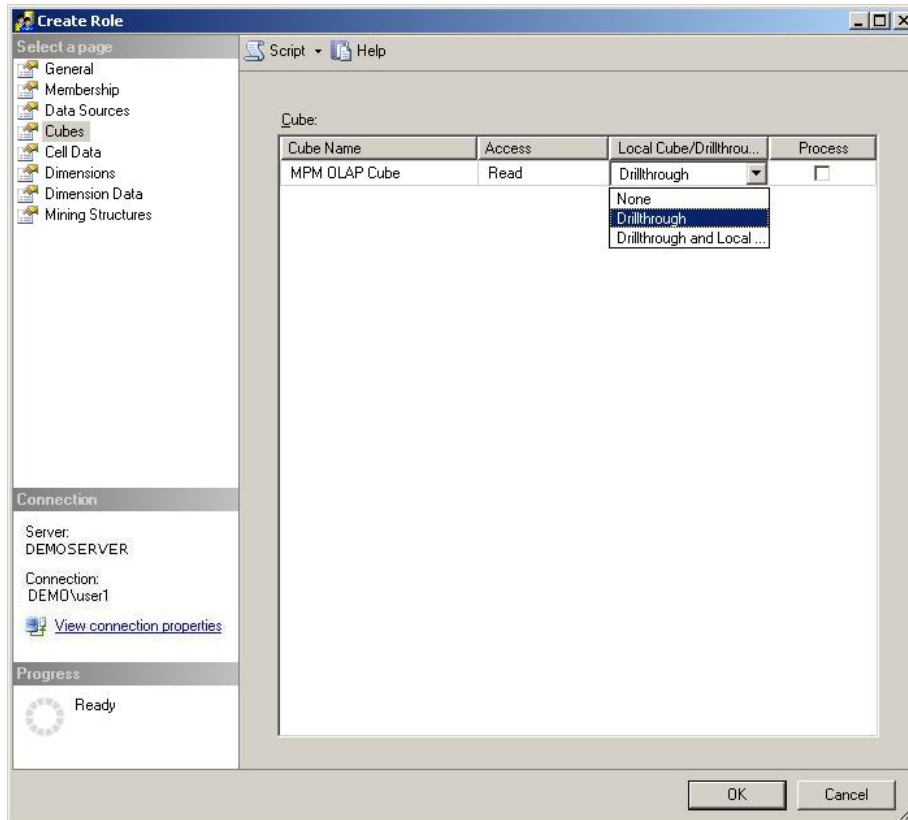 Create Role
Select a page
General
Membership
Data Sources
Cubes
Cell Data
Dimensions
Dimension Data
Mining Structures
Script Help
Cube:
Cube Name Access Local Cube/Drillthrou... Process
MPM OLAP Cube Read Drillthrough
None
Drillthrough
Drillthrough and Local ...
Connection
Server:
DEMOSERVER
Connection:
DEMO\user1
View connection properties
Progress
Ready
OK Cancel